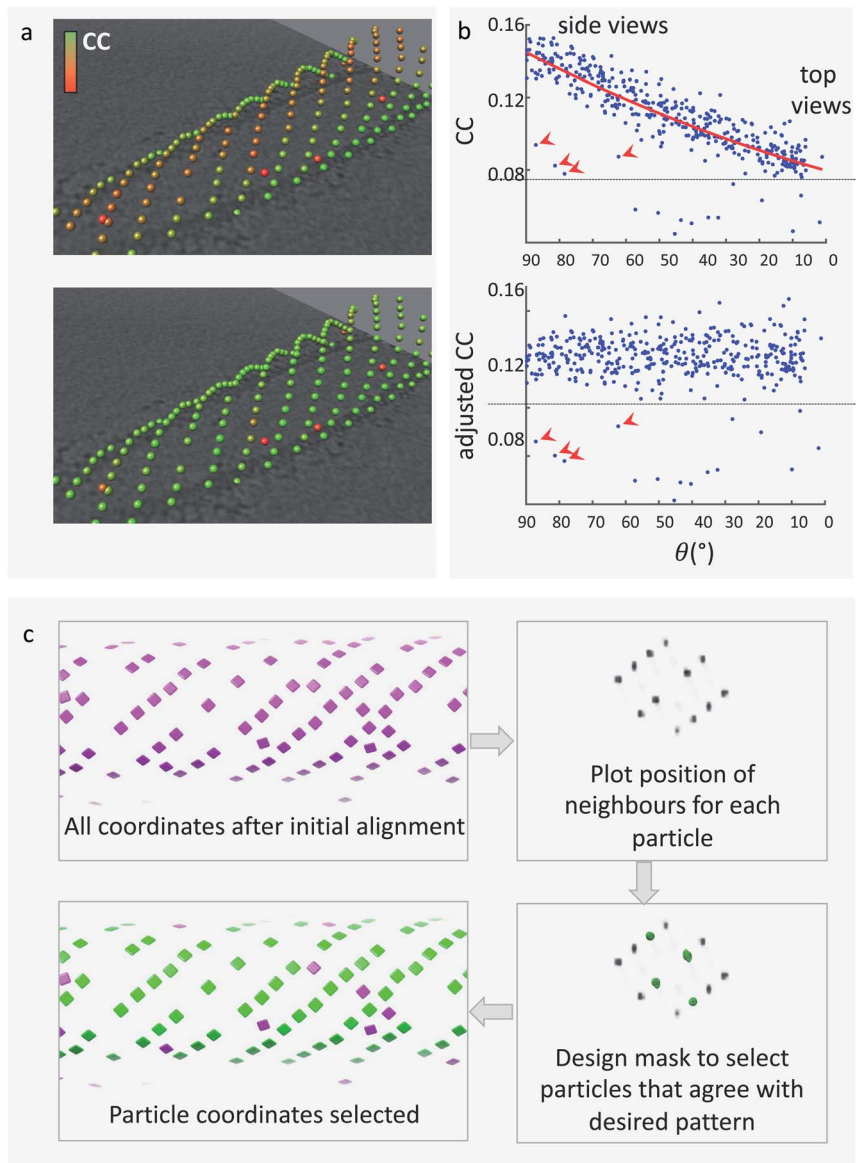 a
CC
b
side views
top
views
CC
0.16
0.12
0.08
90 80 70 60 50 40 30 20 10 0
adjusted CC
0.16
0.12
0.08
90 80 70 60 50 40 30 20 10 0
θ(°)
c
All coordinates after initial alignment
Plot position of
neighbours for each
particle
Particle coordinates selected
Design mask to select
particles that agree with
desired pattern